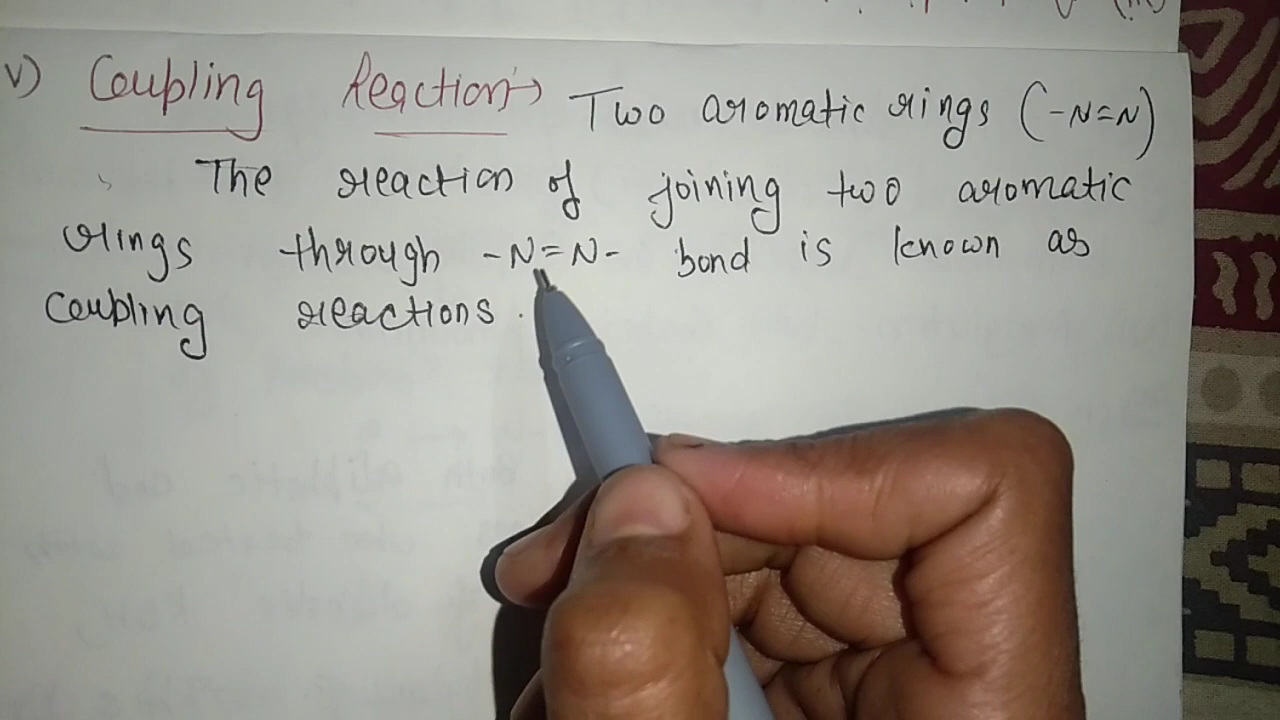 v) Coupling Reaction → Two aromatic rings (-N=N)
The reaction of joining two aromatic
rings through -N=N- bond is known as
Coupling reactions.